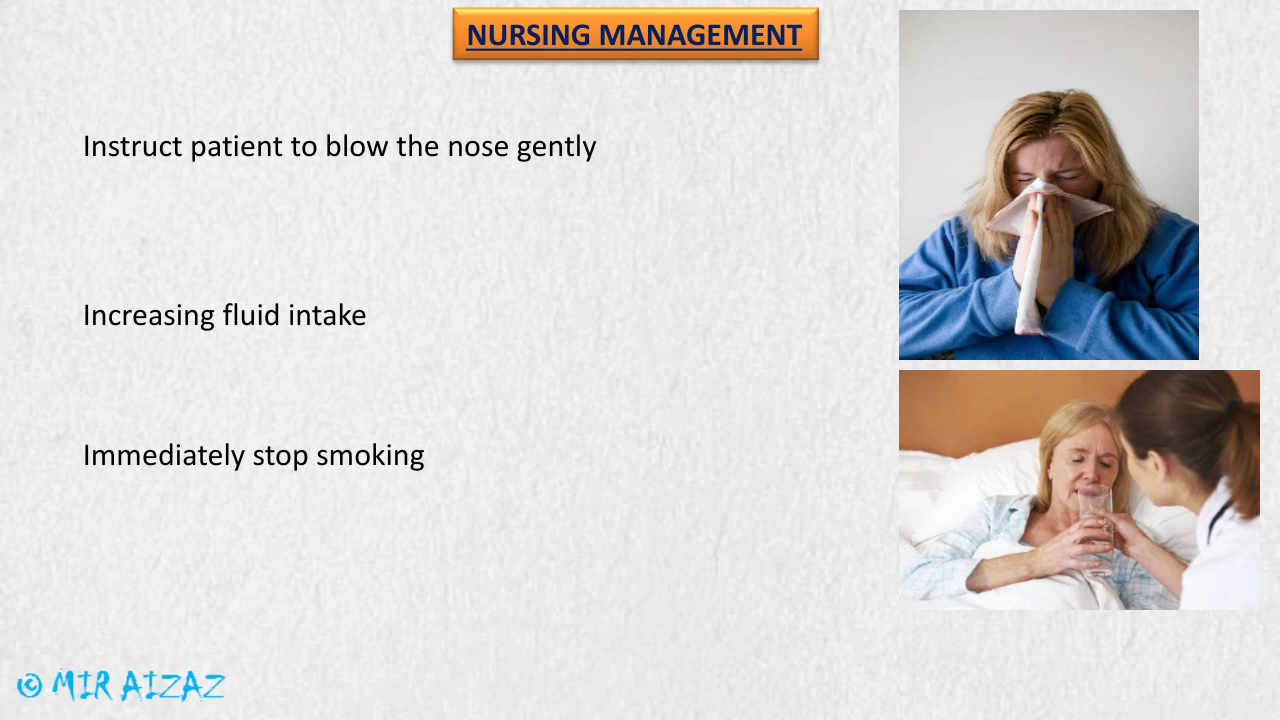 NURSING MANAGEMENT
Instruct patient to blow the nose gently
Increasing fluid intake
Immediately stop smoking
© MIR AIZAZ